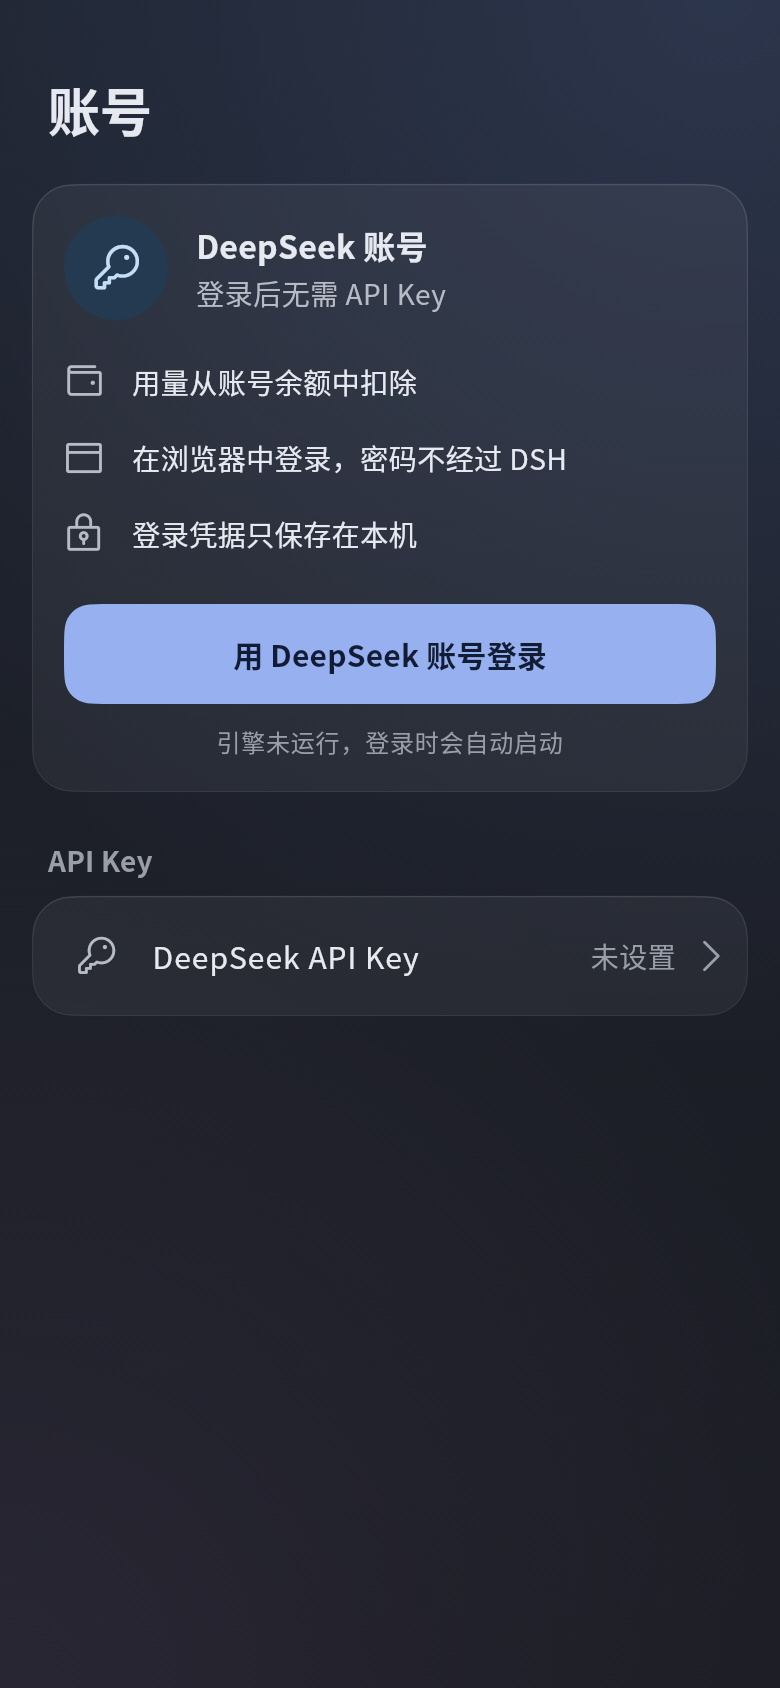 账号
DeepSeek 账号
登录后无需 API Key
用量从账号余额中扣除
在浏览器中登录，密码不经过 DSH
登录凭据只保存在本机
用 DeepSeek 账号登录
引擎未运行，登录时会自动启动
API Key
DeepSeek API Key 未设置